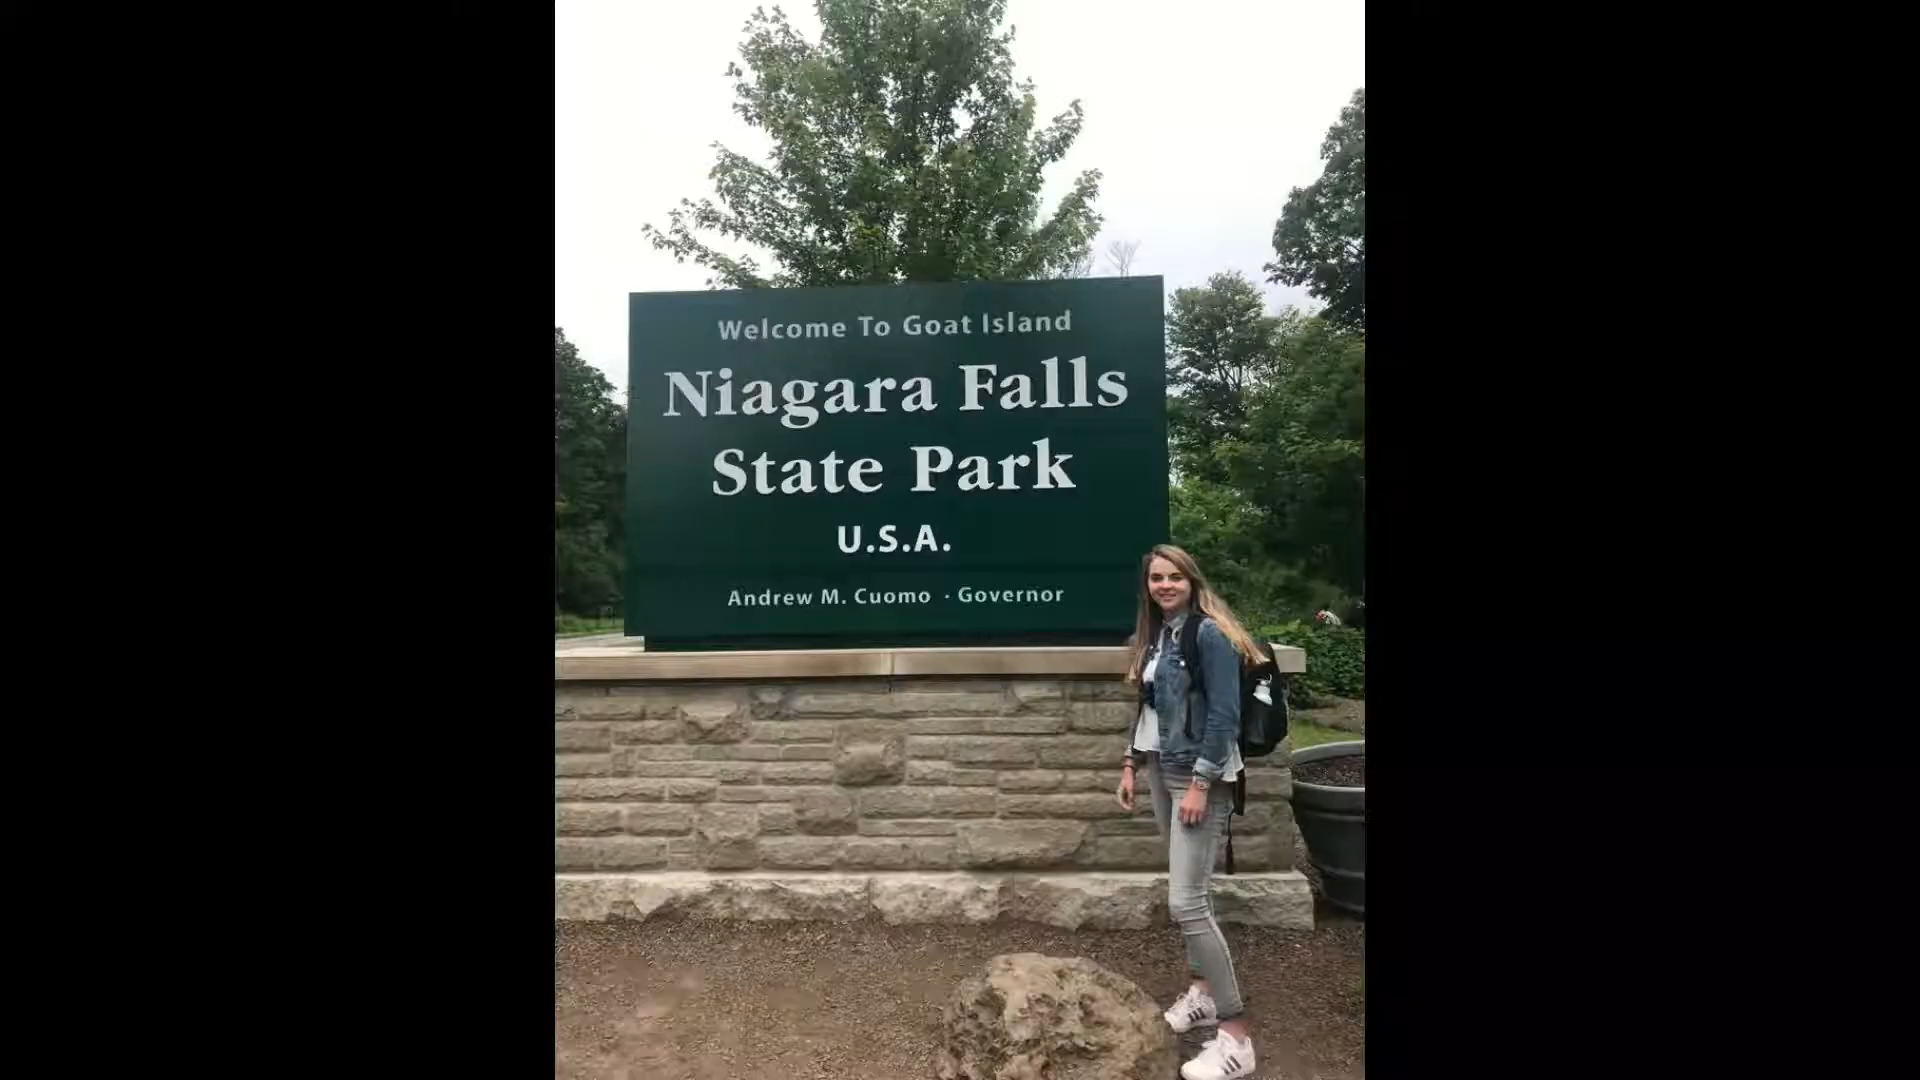 Welcome To Goat Island
Niagara Falls
State Park
U.S.A.
Andrew M. Cuomo · Governor